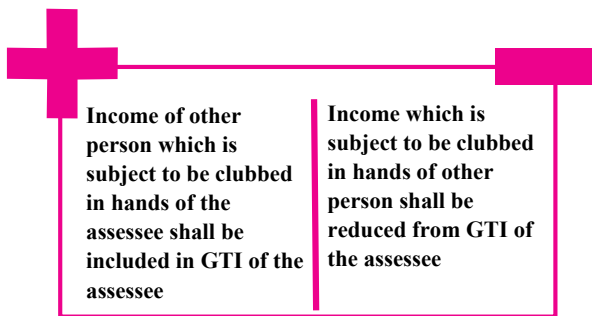 Income of other
person which is
subject to be clubbed
in hands of the
assessee shall be
included in GTI of the
assessee
Income which is
subject to be clubbed
in hands of other
person shall be
reduced from GTI of
the assessee